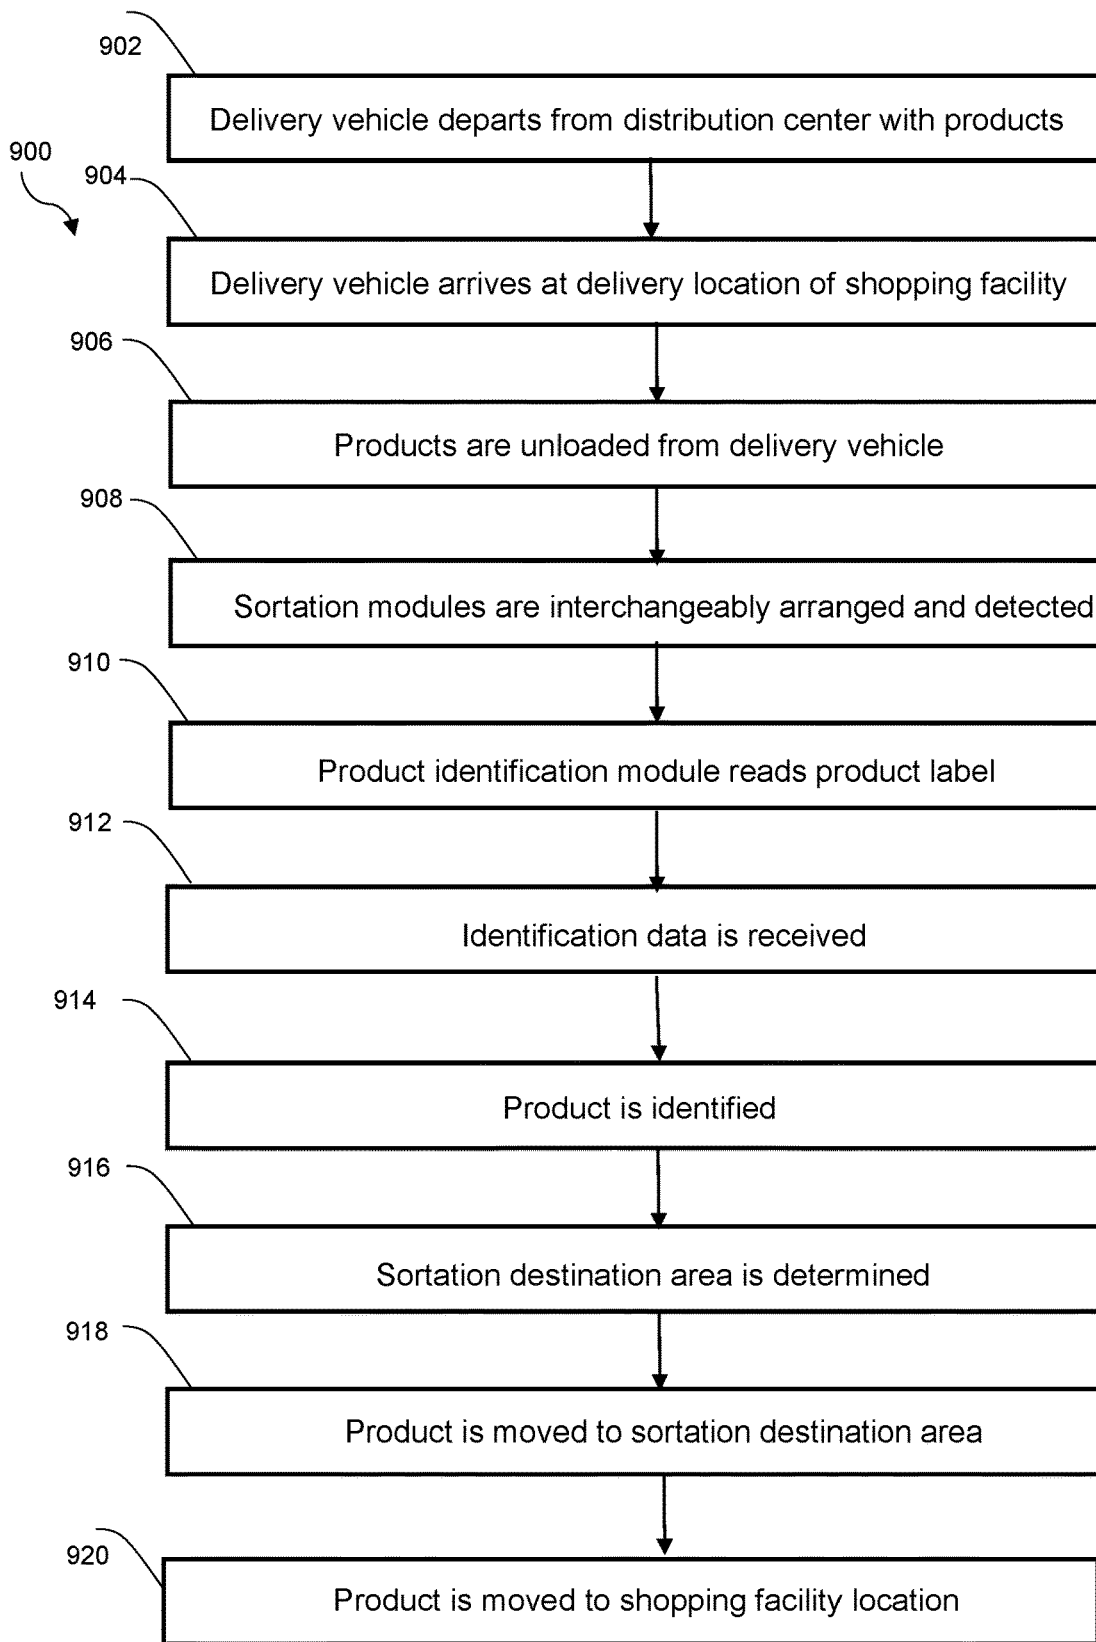 902
Delivery vehicle departs from distribution center with products
900
904
Delivery vehicle arrives at delivery location of shopping facility
906
Products are unloaded from delivery vehicle
908
Sortation modules are interchangeably arranged and detected
910
Product identification module reads product label
912
Identification data is received
914
Product is identified
916
Sortation destination area is determined
918
Product is moved to sortation destination area
920
Product is moved to shopping facility location